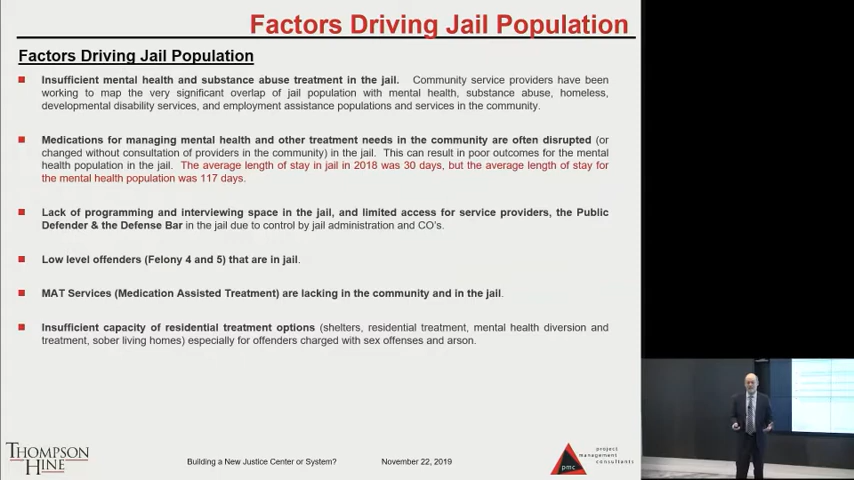 Factors Driving Jail Population
Factors Driving Jail Population
Insufficient mental health and substance abuse treatment in the jail. Community service providers have been
working to map the very significant overlap of jail population with mental health, substance abuse, homeless,
developmental disability services, and employment assistance populations and services in the community.
Medications for managing mental health and other treatment needs in the community are often disrupted (or
changed without consultation of providers in the community) in the jail. This can result in poor outcomes for the mental
health population in the jail. The average length of stay in jail in 2018 was 30 days, but the average length of stay for
the mental health population was 117 days.
Lack of programming and interviewing space in the jail, and limited access for service providers, the Public
Defender & the Defense Bar in the jail due to control by jail administration and CO's.
Low level offenders (Felony 4 and 5) that are in jail.
MAT Services (Medication Assisted Treatment) are lacking in the community and in the jail.
Insufficient capacity of residential treatment options (shelters, residential treatment, mental health diversion and
treatment, sober living homes) especially for offenders charged with sex offenses and arson.
THOMPSON
HINE
Building a New Justice Center or System? November 22, 2019
pmc
project
management
consultants